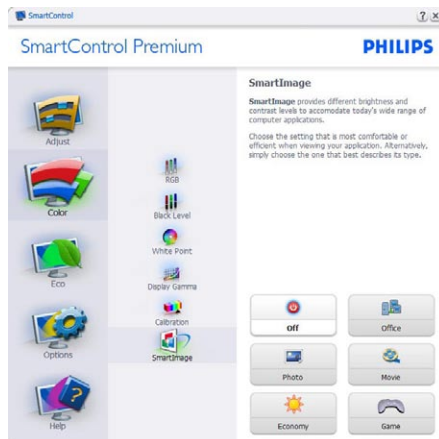 SmartControl
SmartControl Premium
PHILIPS
Adjust
Color
Eco
Options
Help
RGB
Black Level
White Point
Display Gamma
Calibration
SmartImage
SmartImage
SmartImage provides different brightness and
contrast levels to accomodate today's wide range of
computer applications.
Choose the setting that is most comfortable or
efficient when viewing your application. Alternatively,
simply choose the one that best describes its type.
Off
Office
Photo
Movie
Economy
Game